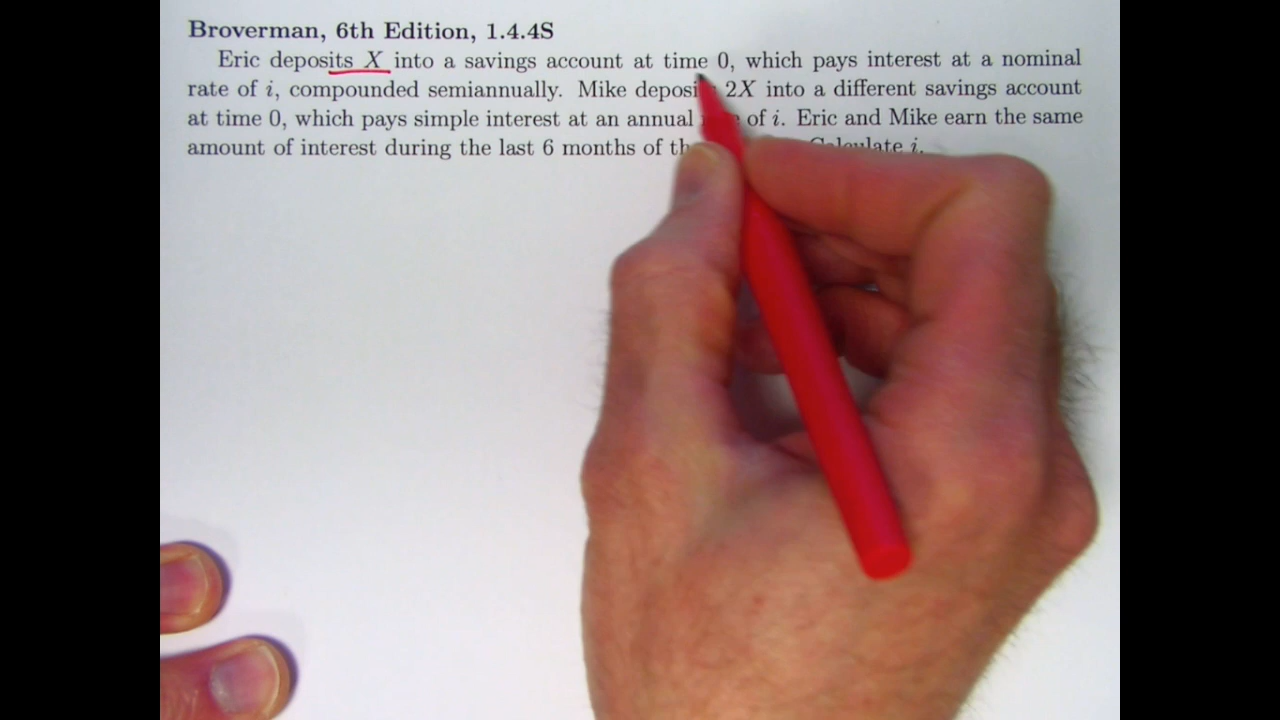 Broverman, 6th Edition, 1.4.4S
Eric deposits X into a savings account at time 0, which pays interest at a nominal
rate of i, compounded semiannually. Mike 2X into a different savings account
at time 0, which pays simple interest at an annual of i. Eric and Mike earn the same
amount of interest during the last 6 months of Calculate i.